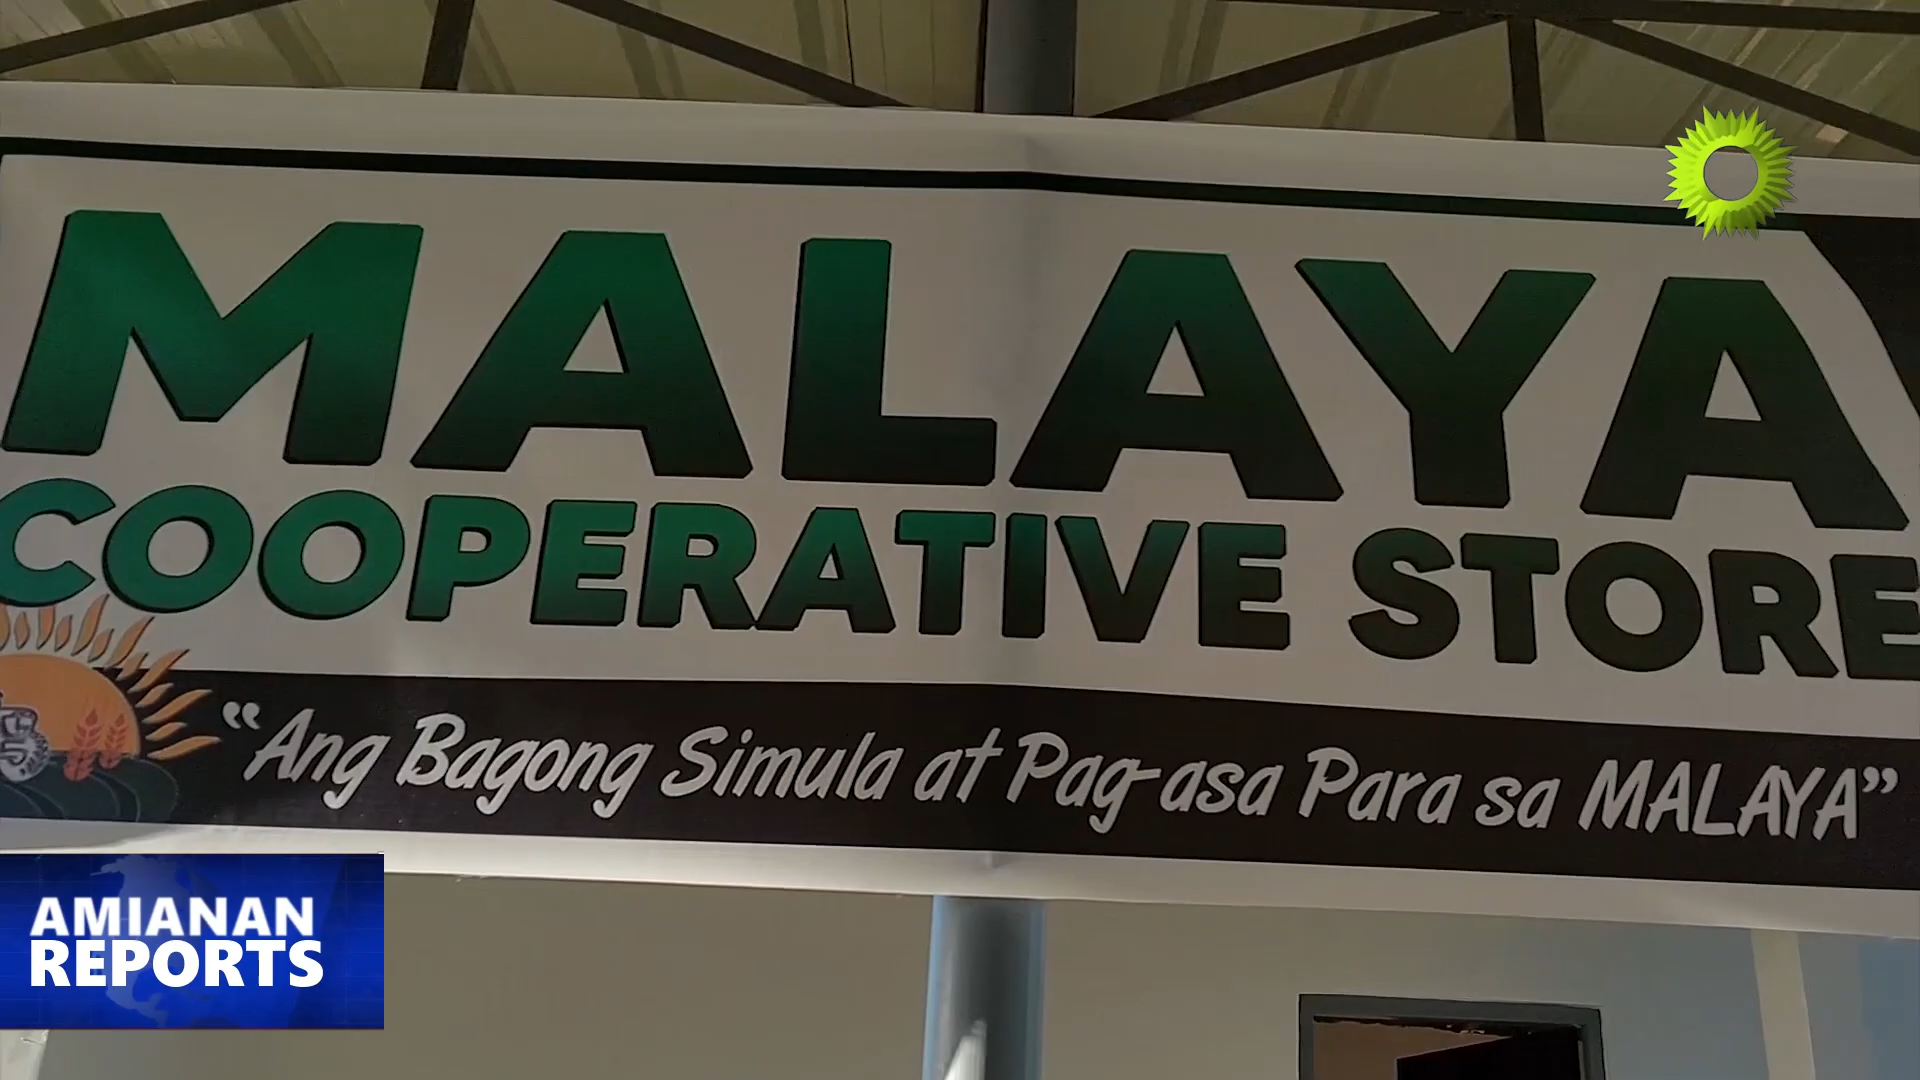 MALAYA
COOPERATIVE STORE
“Ang Bagong Simula at Pag-asa Para sa MALAYA”
AMIANAN
REPORTS